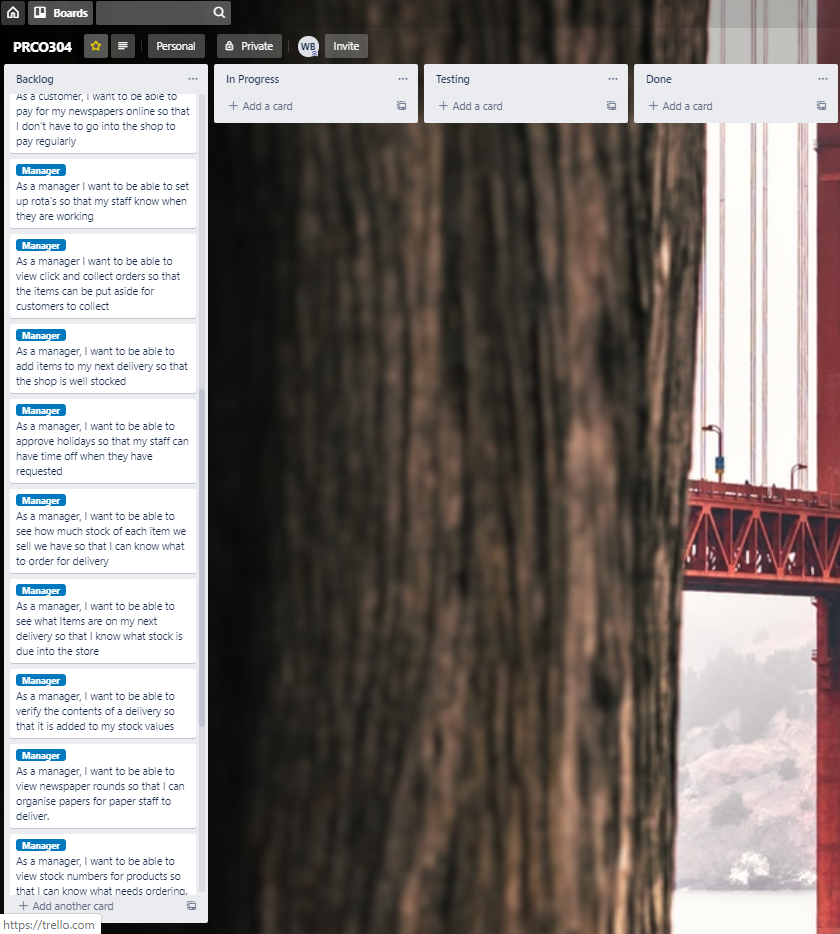 Boards
PRCO304
Personal
Private
WB
Invite
Backlog
As a customer, I want to be able to
pay for my newspapers online so that
I don't have to go into the shop to
pay regularly
Manager
As a manager I want to be able to set
up rota's so that my staff know when
they are working
Manager
As a manager I want to be able to
view click and collect orders so that
the items can be put aside for
customers to collect
Manager
As a manager, I want to be able to
add items to my next delivery so that
the shop is well stocked
Manager
As a manager, I want to be able to
approve holidays so that my staff can
have time off when they have
requested
Manager
As a manager, I want to be able to
see how much stock of each item we
sell we have so that I can know what
to order for delivery
Manager
As a manager, I want to be able to
see what Items are on my next
delivery so that I know what stock is
due into the store
Manager
As a manager, I want to be able to
verify the contents of a delivery so
that it is added to my stock values
Manager
As a manager, I want to be able to
view newspaper rounds so that I can
organise papers for paper staff to
deliver.
Manager
As a manager, I want to be able to
view stock numbers for products so
that I can know what needs ordering.
+ Add another card
https://trello.com
In Progress
+ Add a card
Testing
+ Add a card
Done
+ Add a card